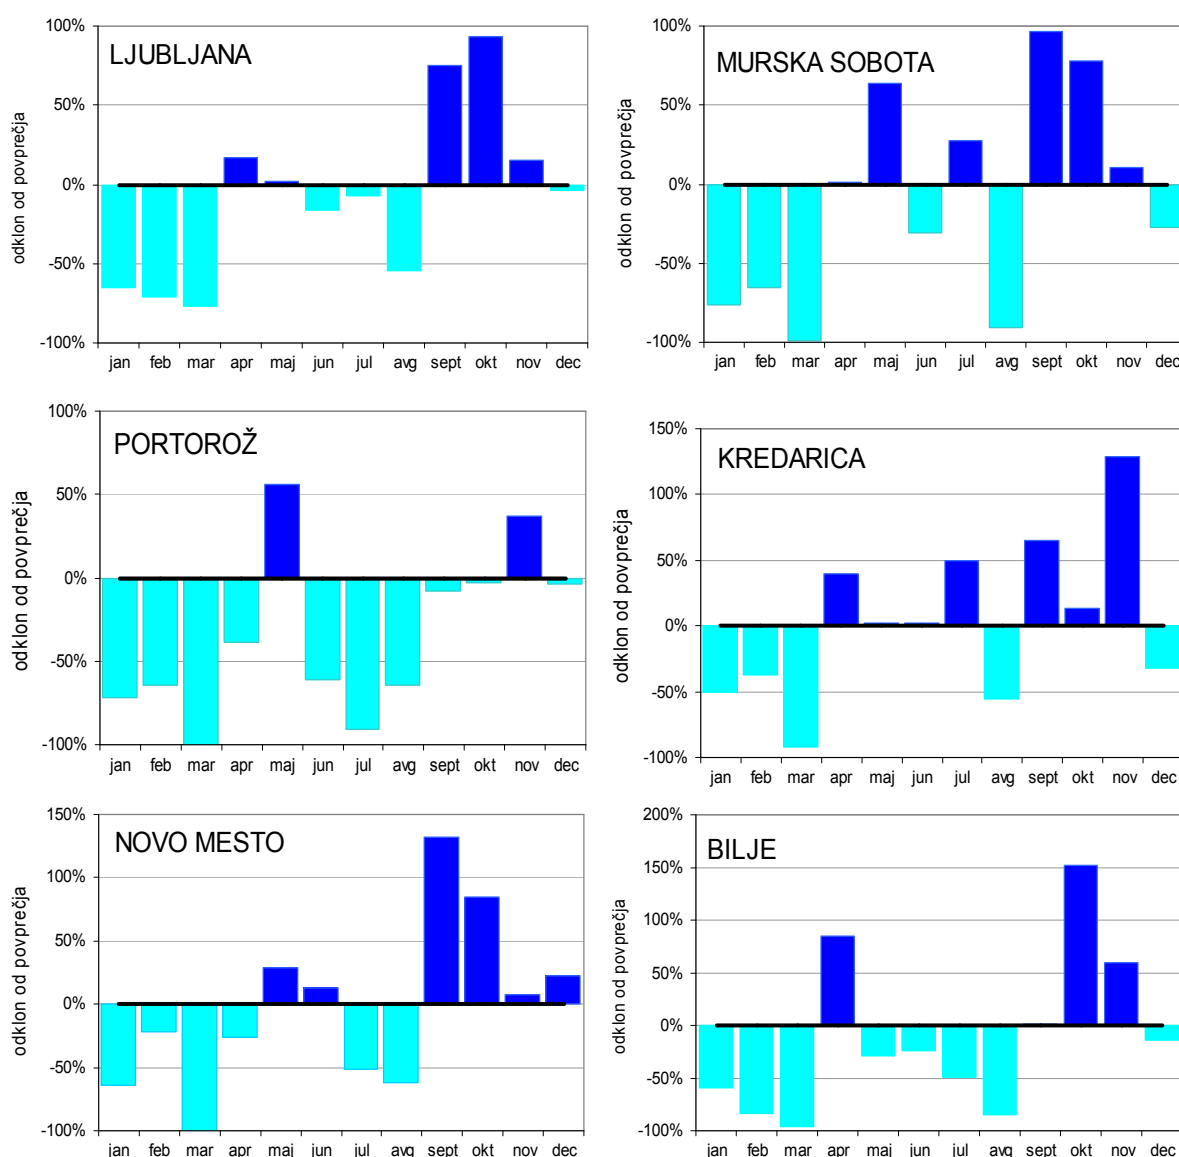 LJUBLJANA
odklon od povprečja
100%
50%
0%
-50%
-100%
jan feb mar apr maj jun jul avg sept okt nov dec
MURSKA SOBOTA
odklon od povprečja
100%
50%
0%
-50%
-100%
jan feb mar apr maj jun jul avg sept okt nov dec
PORTOROŽ
odklon od povprečja
100%
50%
0%
-50%
-100%
jan feb mar apr maj jun jul avg sept okt nov dec
KREDARICA
odklon od povprečja
150%
100%
50%
0%
-50%
-100%
jan feb mar apr maj jun jul avg sept okt nov dec
NOVO MESTO
odklon od povprečja
150%
100%
50%
0%
-50%
-100%
jan feb mar apr maj jun jul avg sept okt nov dec
BILJE
odklon od povprečja
200%
150%
100%
50%
0%
-50%
-100%
jan feb mar apr maj jun jul avg sept okt nov dec